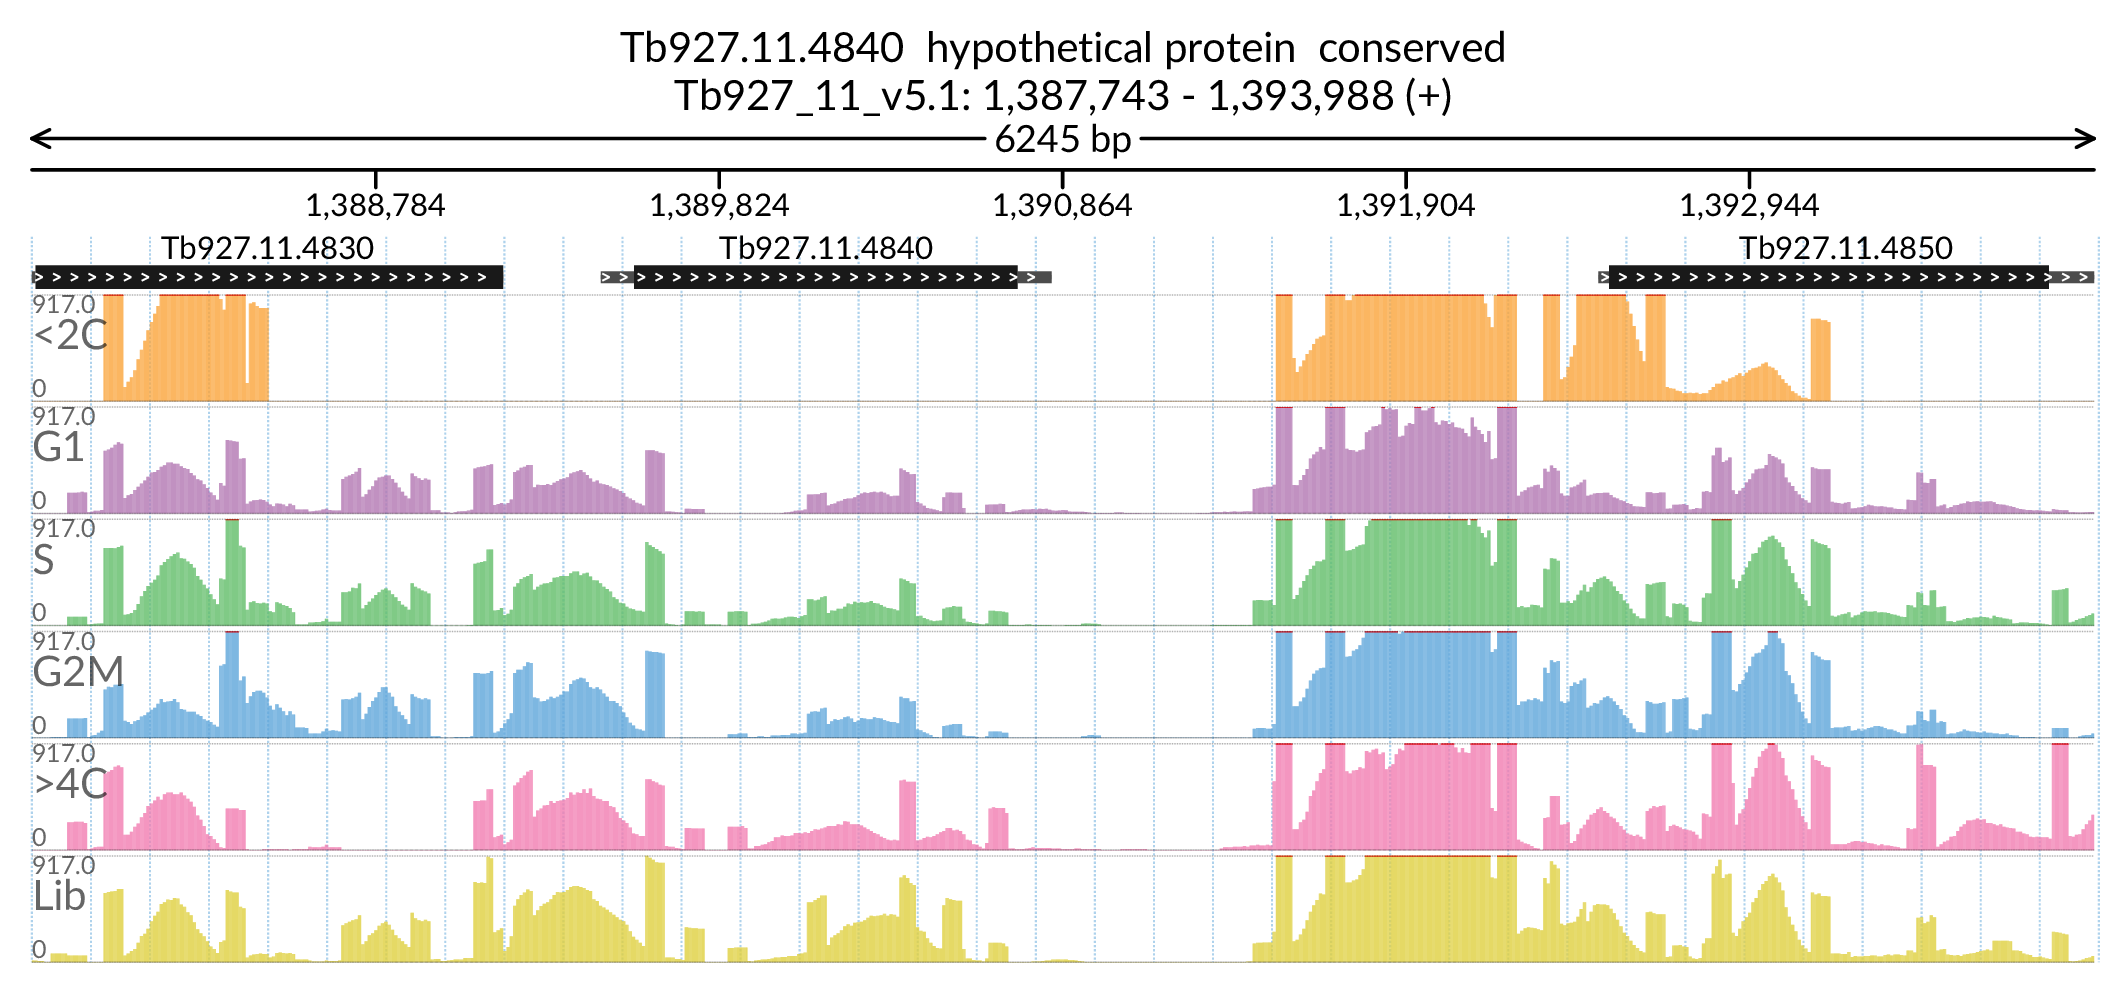 Tb927.11.4840  hypothetical protein  conserved
Tb927_11_v5.1: 1,387,743 - 1,393,988 (+)
6245 bp
1,388,784 1,389,824 1,390,864 1,391,904 1,392,944
Tb927.11.4830 Tb927.11.4840 Tb927.11.4850
917.0
<2C
0
917.0
G1
0
917.0
S
0
917.0
G2M
0
917.0
>4C
0
917.0
Lib
0